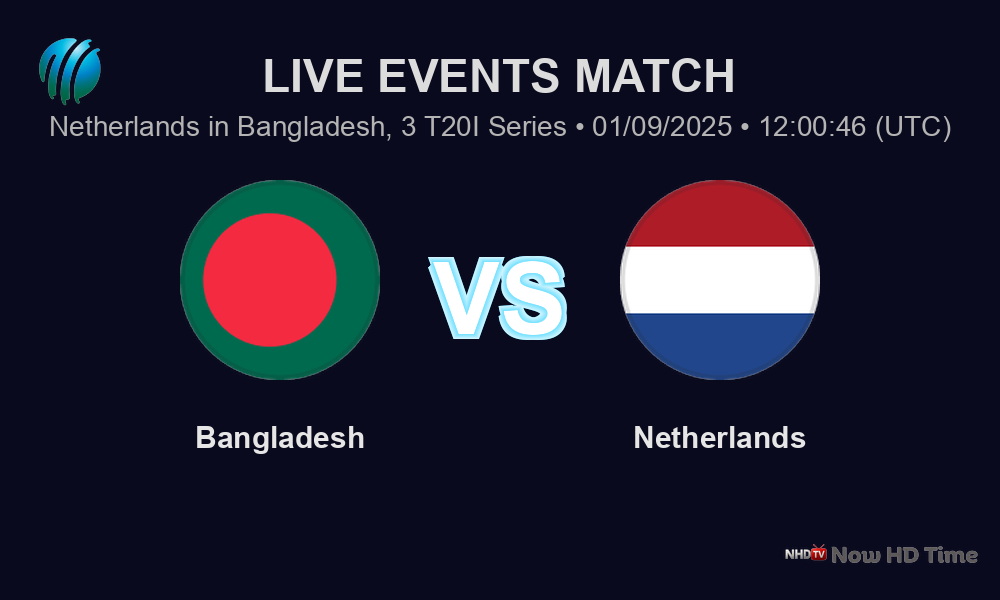 LIVE EVENTS MATCH
Netherlands in Bangladesh, 3 T20I Series • 01/09/2025 • 12:00:46 (UTC)
VS
Bangladesh
Netherlands
NHDTV Now HD Time